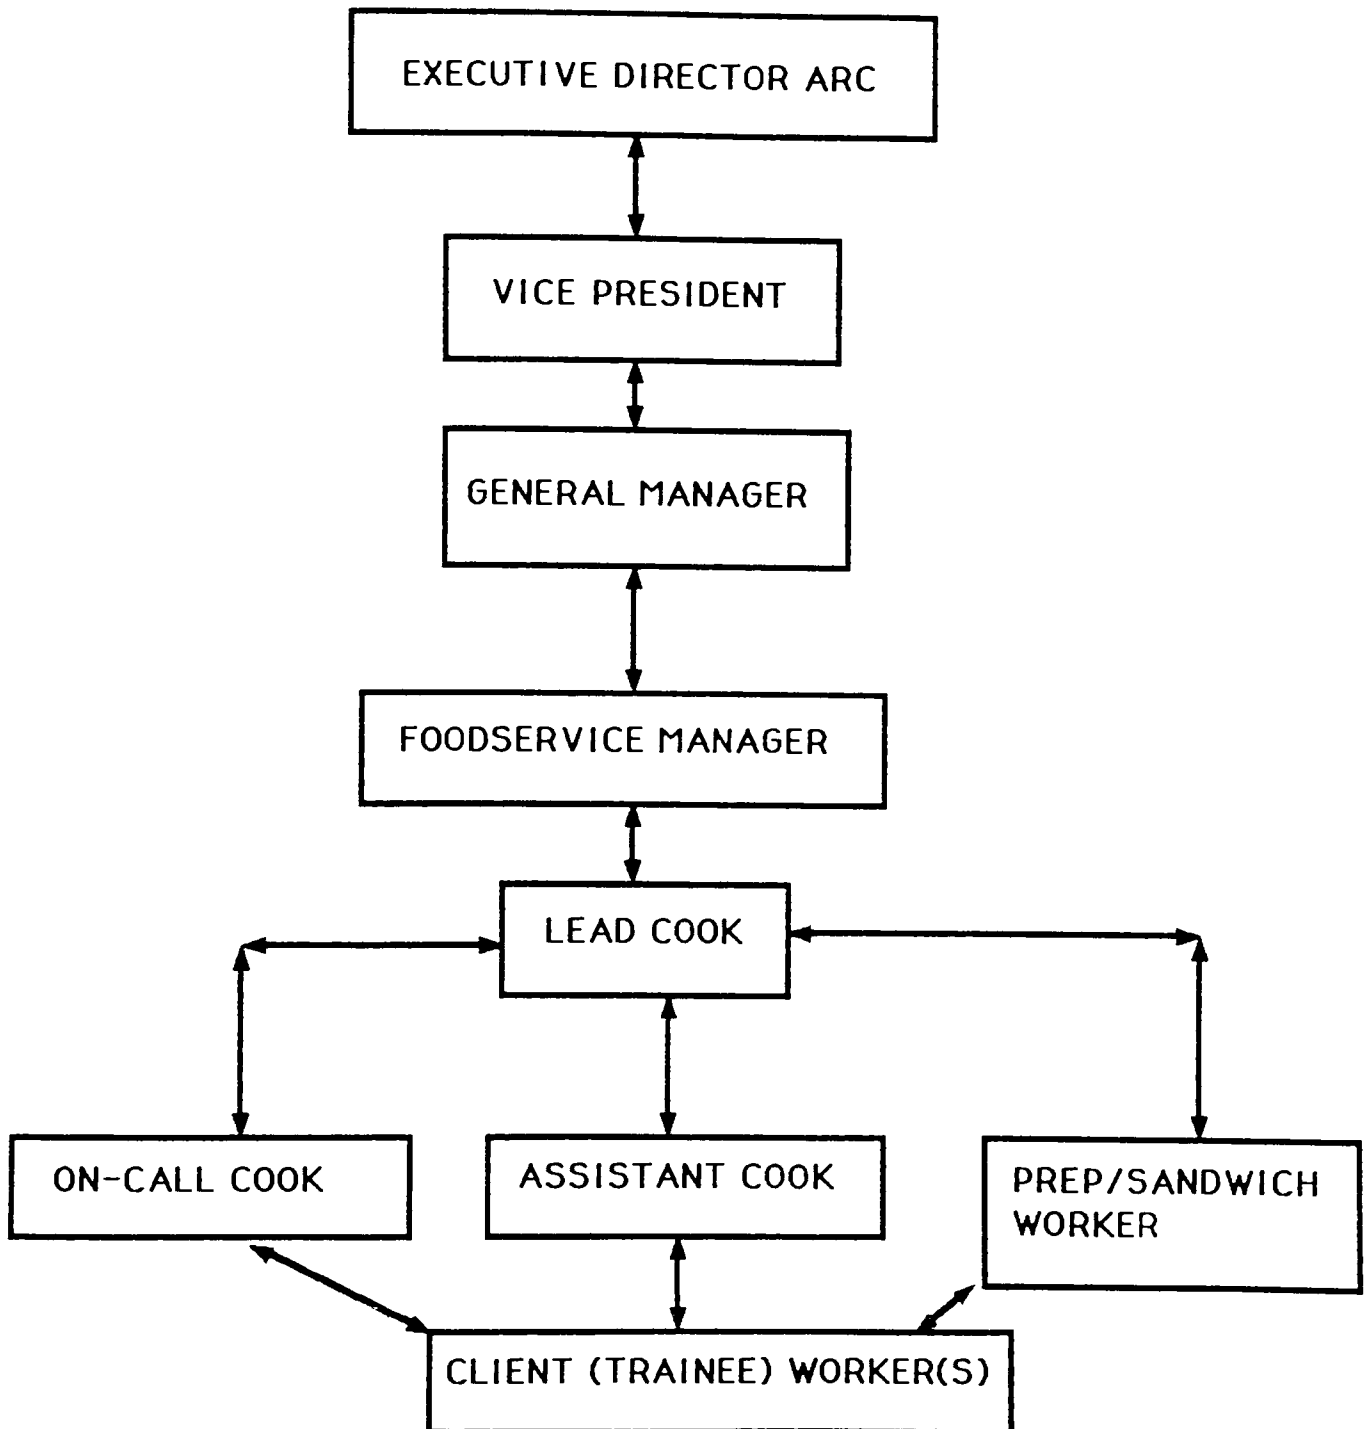 EXECUTIVE DIRECTOR ARC
VICE PRESIDENT
GENERAL MANAGER
FOODSERVICE MANAGER
LEAD COOK
ON-CALL COOK
ASSISTANT COOK
PREP/SANDWICH
WORKER
CLIENT (TRAINEE) WORKER(S)